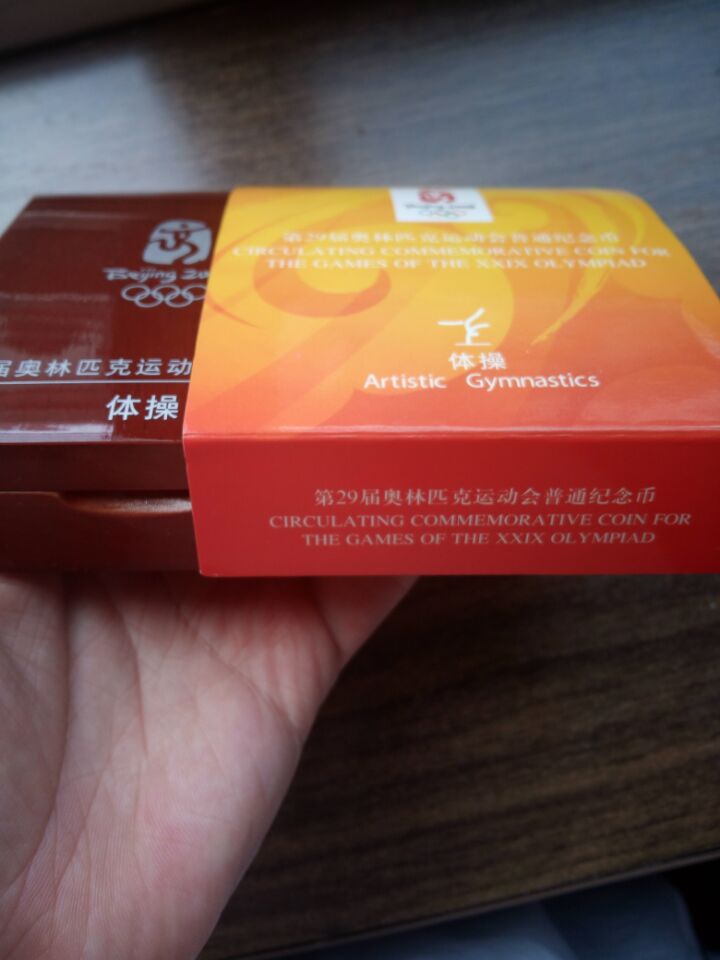 Beijing 20
届奥林匹克运动
体操
Beijing 2008
第29届奥林匹克运动会普通纪念币
CIRCULATING COMMEMORATIVE COIN FOR
THE GAMES OF THE XXIX OLYMPIAD
体操
Artistic Gymnastics
第29届奥林匹克运动会普通纪念币
CIRCULATING COMMEMORATIVE COIN FOR
THE GAMES OF THE XXIX OLYMPIAD